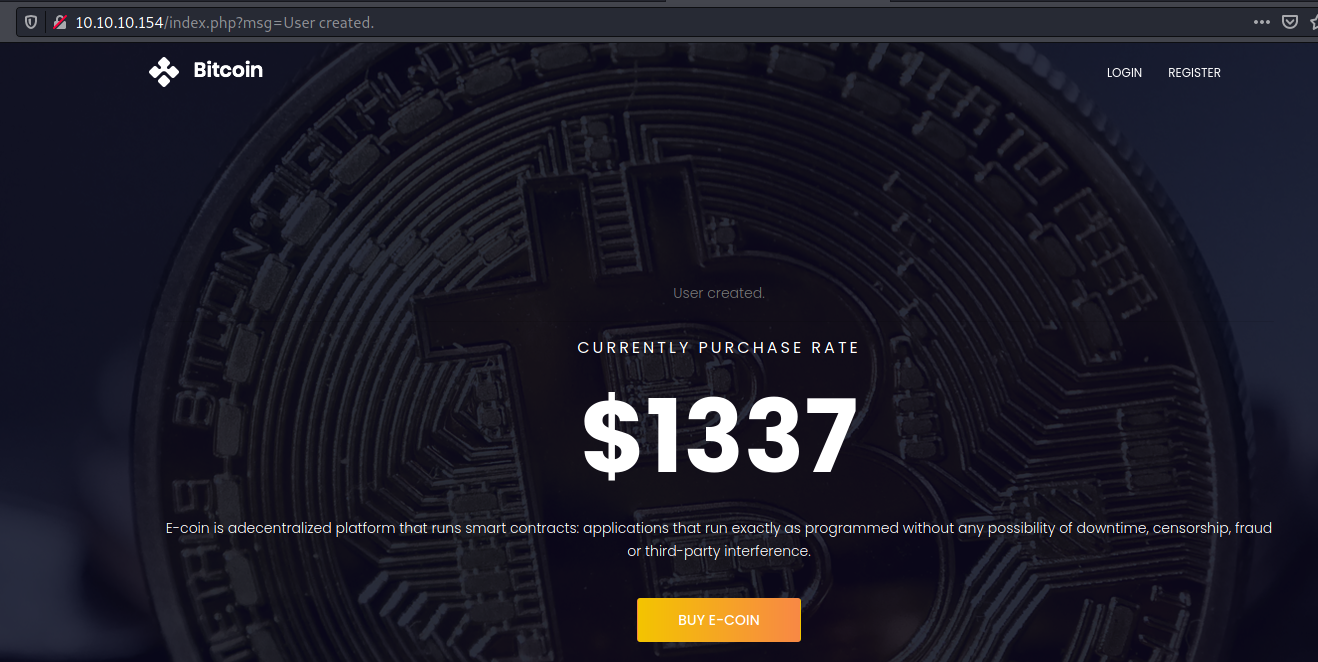 10.10.10.154/index.php?msg=User created.
Bitcoin
LOGIN REGISTER
User created.
CURRENTLY PURCHASE RATE
$1337
E-coin is adecentralized platform that runs smart contracts: applications that run exactly as programmed without any possibility of downtime, censorship, fraud
or third-party interference.
BUY E-COIN